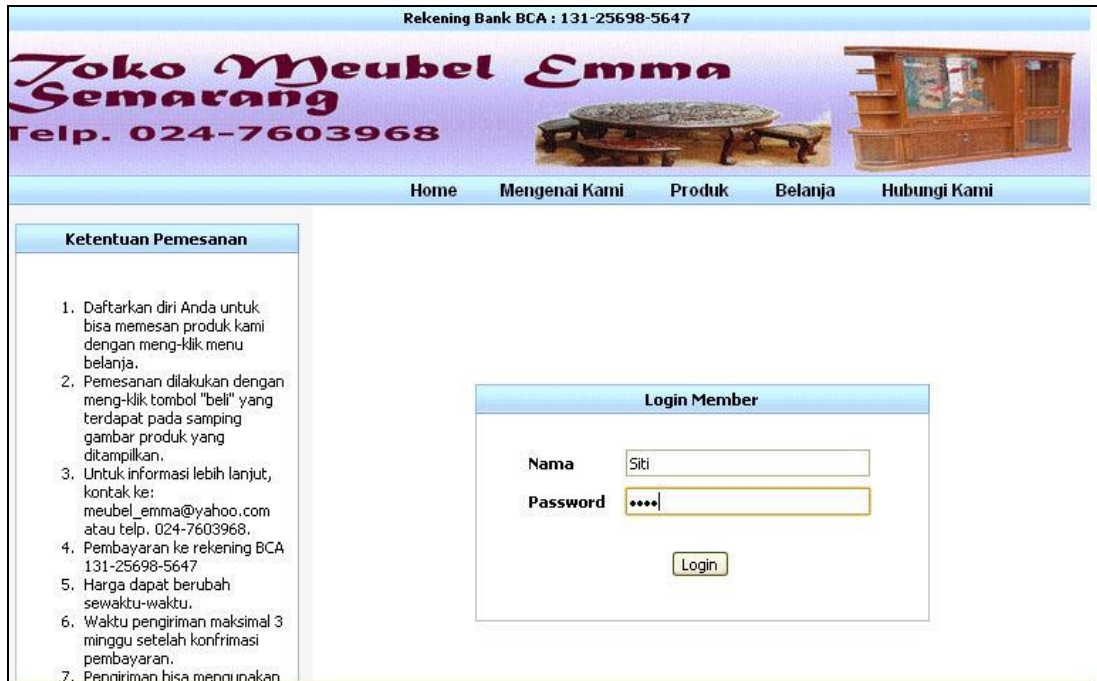 Rekening Bank BCA : 131-25698-5647
Toko Meubel Emma
Semarang
Telp. 024-7603968
Home Mengenai Kami Produk Belanja Hubungi Kami
Ketentuan Pemesanan
1. Daftarkan diri Anda untuk
bisa memesan produk kami
dengan meng-klik menu
belanja.
2. Pemesanan dilakukan dengan
meng-klik tombol "beli" yang
terdapat pada samping
gambar produk yang
ditampilkan.
3. Untuk informasi lebih lanjut,
kontak ke:
meubel_emma@yahoo.com
atau telp. 024-7603968.
4. Pembayaran ke rekening BCA
131-25698-5647
5. Harga dapat berubah
sewaktu-waktu.
6. Waktu pengiriman maksimal 3
minggu setelah konfrimasi
pembayaran.
7. Pengiriman bisa mengunakan
Login Member
Nama Siti
Password ••••
Login